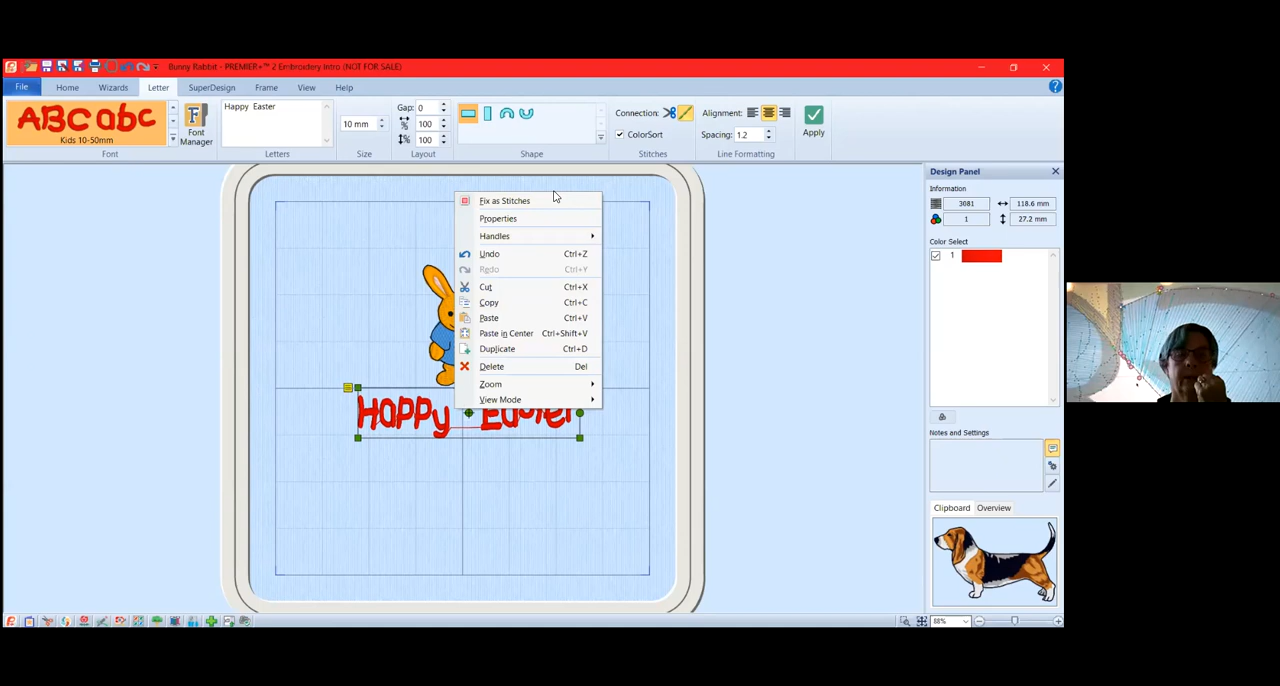 Bunny Rabbit - PREMIER+™ 2 Embroidery Intro (NOT FOR SALE)
File Home Wizards Letter SuperDesign Frame View Help
ABC abc
Kids 10-50mm
Font
Font Manager
Happy Easter
Letters
10 mm
Size
Gap: 0
% 100
% 100
Layout
Shape
Connection:
ColorSort
Stitches
Alignment:
Spacing: 1.2
Line Formatting
Apply
Fix as Stitches
Properties
Handles
Undo Ctrl+Z
Redo Ctrl+Y
Cut Ctrl+X
Copy Ctrl+C
Paste Ctrl+V
Paste in Center Ctrl+Shift+V
Duplicate Ctrl+D
Delete Del
Zoom
View Mode
Happy Easter
Design Panel
Information
3081 118.6 mm
1 27.2 mm
Color Select
1
Notes and Settings
Clipboard Overview
88%